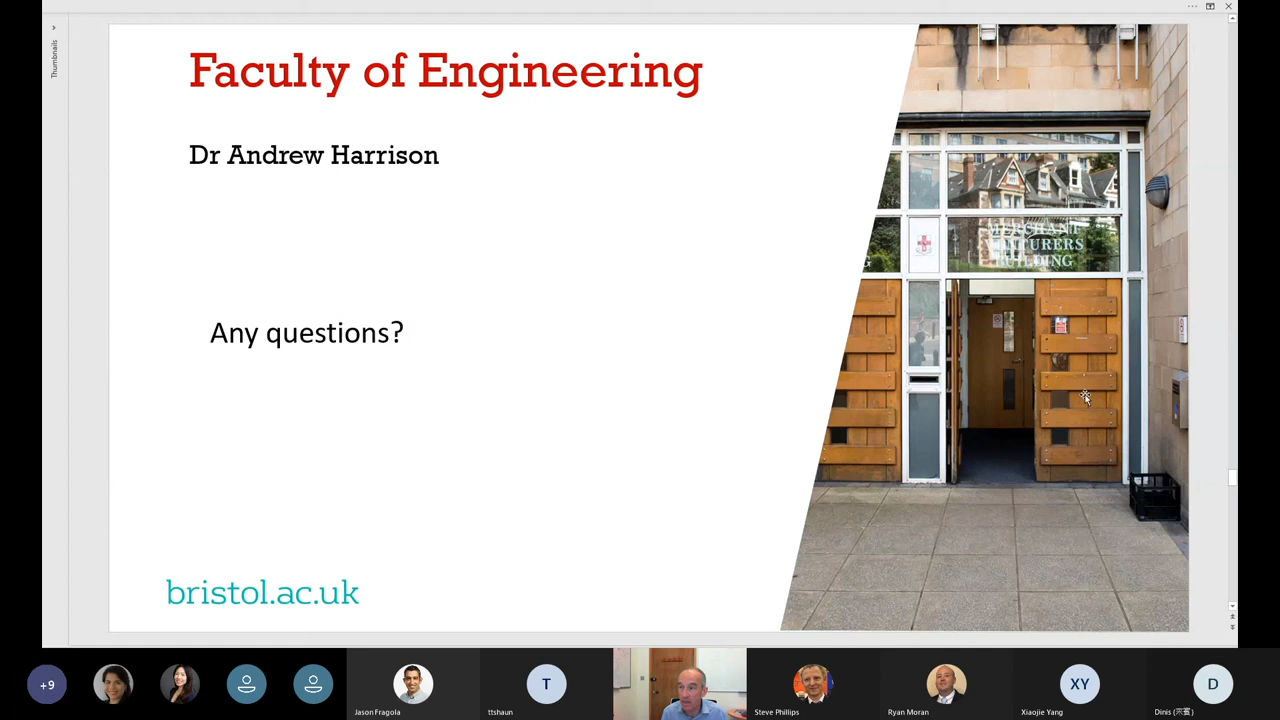 Thumbnails
Faculty of Engineering
Dr Andrew Harrison
Any questions?
bristol.ac.uk
MERCHANT
VENTURERS
BUILDING
G
+9
Jason Fragola
T
ttshaun
Steve Phillips
Ryan Moran
XY
Xiaojie Yang
D